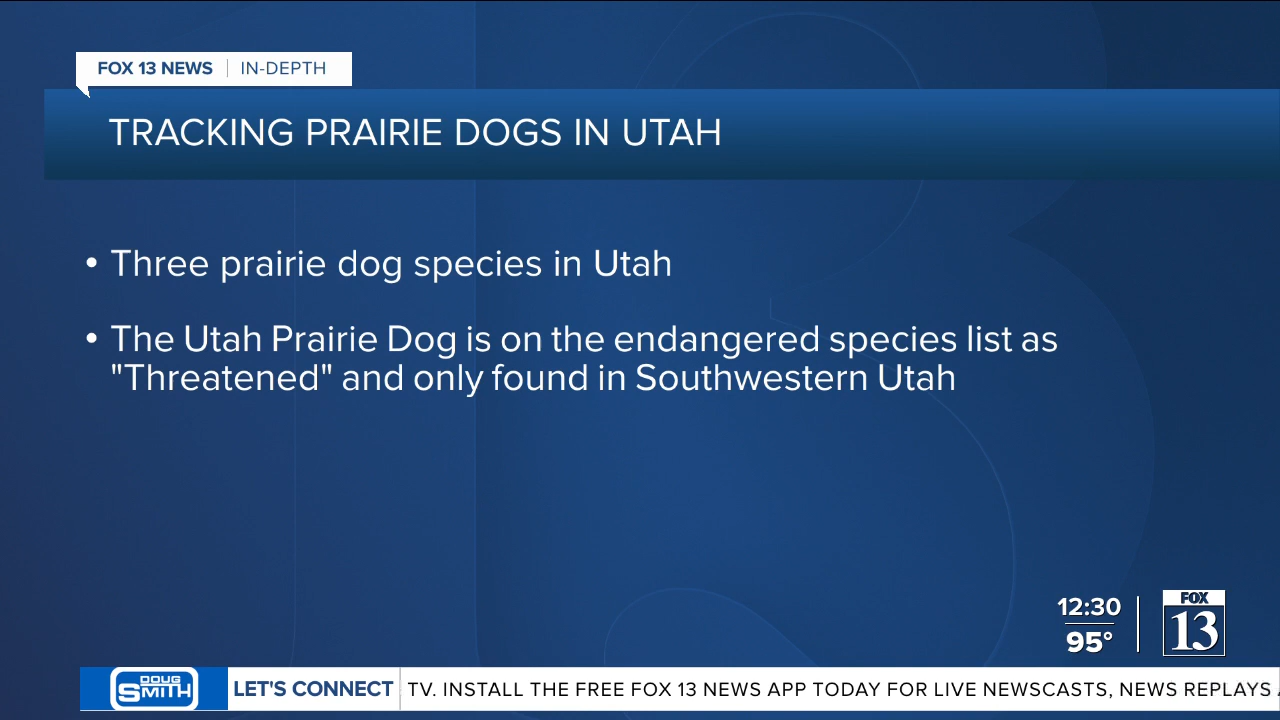 FOX 13 NEWS | IN-DEPTH
TRACKING PRAIRIE DOGS IN UTAH
• Three prairie dog species in Utah
• The Utah Prairie Dog is on the endangered species list as
"Threatened" and only found in Southwestern Utah
12:30
95°
FOX
13
DOUG
SMITH
LET'S CONNECT
TV. INSTALL THE FREE FOX 13 NEWS APP TODAY FOR LIVE NEWSCASTS, NEWS REPLAYS